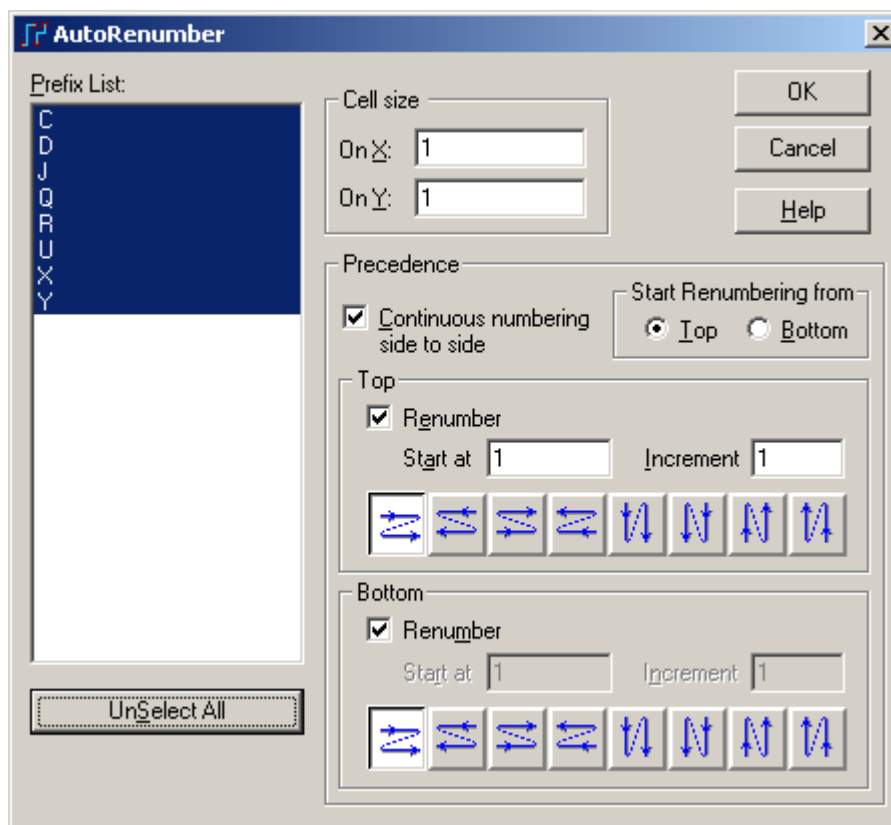 AutoRenumber
Prefix List:
C
D
J
Q
R
U
X
Y
UnSelect All
Cell size
On X: 1
On Y: 1
OK
Cancel
Help
Precedence
Continuous numbering
side to side
Start Renumbering from
Top Bottom
Top
Renumber
Start at 1 Increment 1
Bottom
Renumber
Start at 1 Increment 1